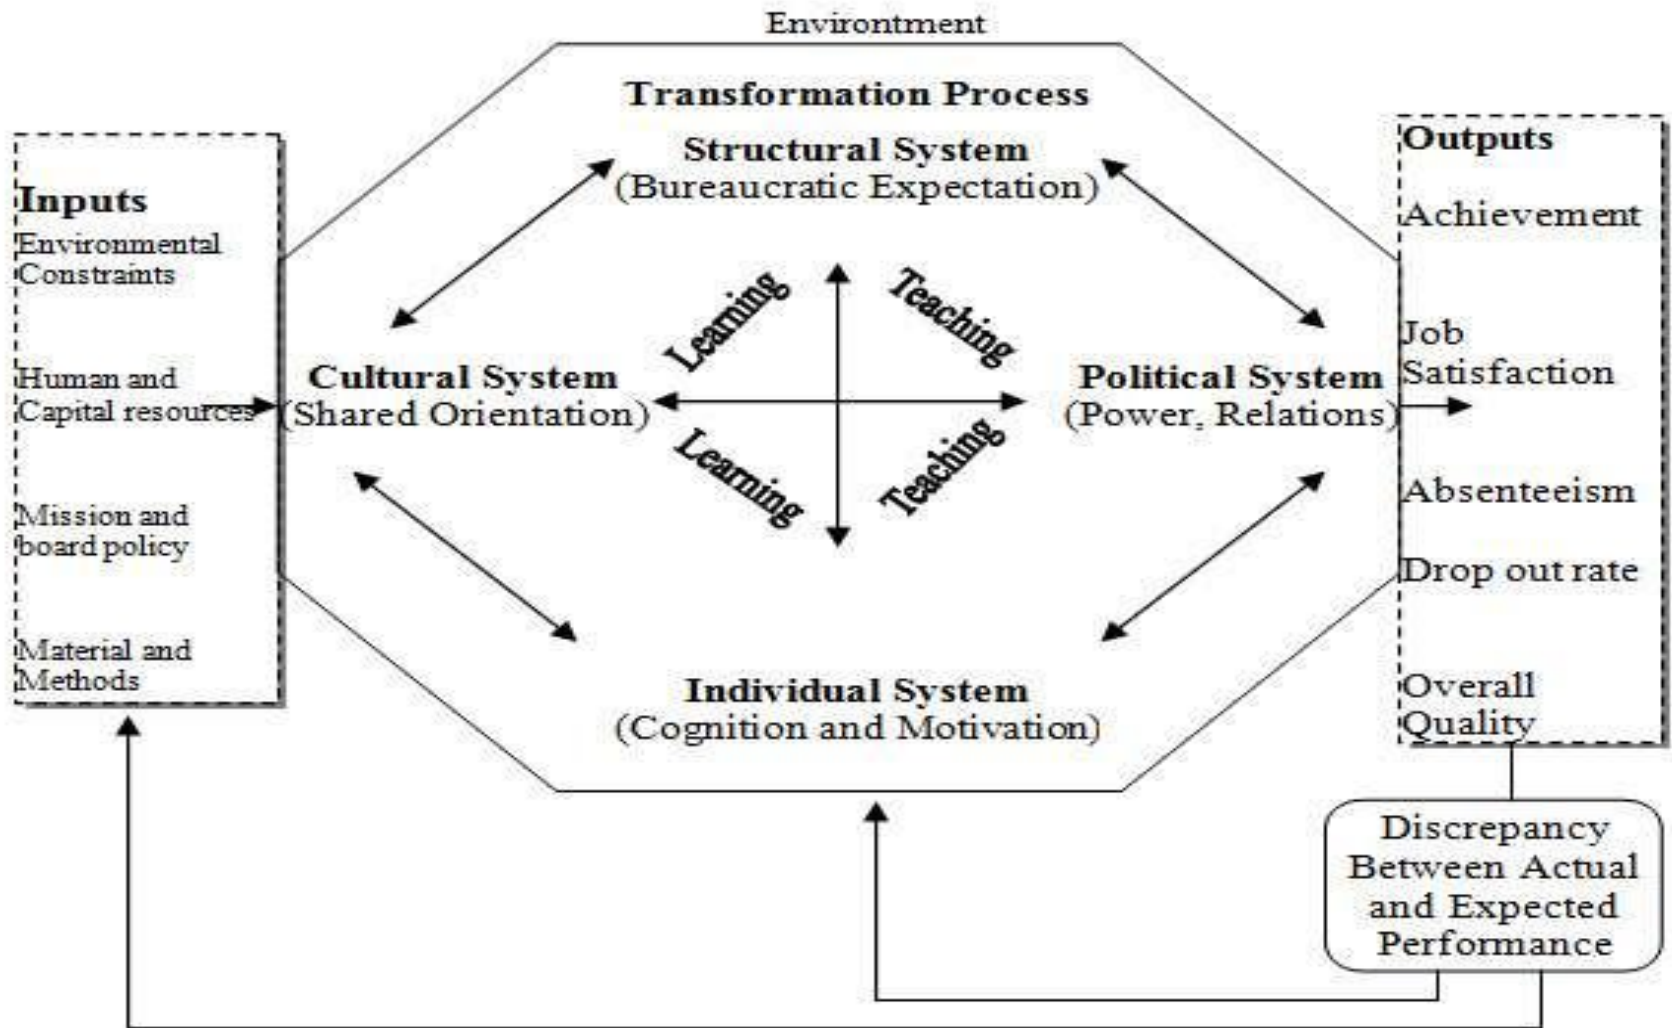 Environtment
Transformation Process
Structural System
(Bureaucratic Expectation)
Inputs
Environmental
Constraints
Human and
Capital resources
Mission and
board policy
Material and
Methods
Cultural System
(Shared Orientation)
Learning
Teaching
Learning
Teaching
Political System
(Power, Relations)
Individual System
(Cognition and Motivation)
Outputs
Achievement
Job
Satisfaction
Absenteeism
Drop out rate
Overall
Quality
Discrepancy
Between Actual
and Expected
Performance